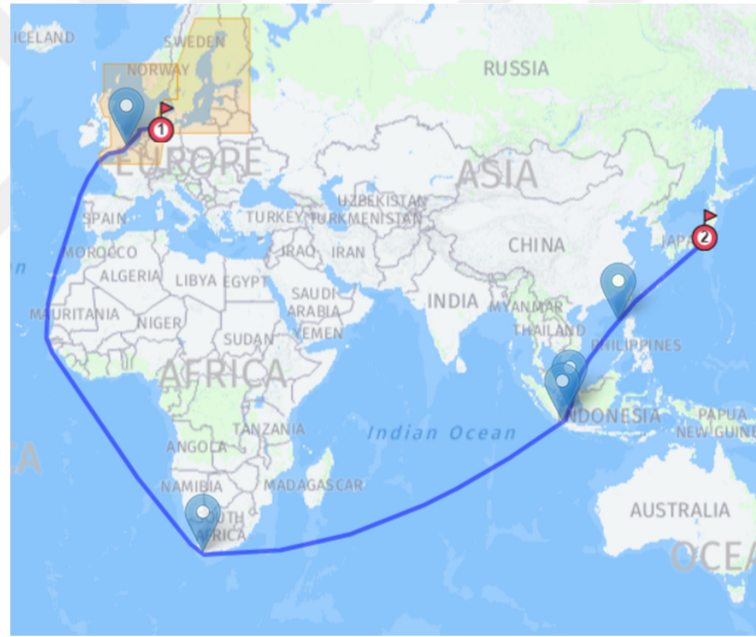 ICELAND
SWEDEN
NORWAY
RUSSIA
1
EUROPE
ASIA
UZBEKISTAN
SPAIN
TURKEY
TURKMENISTAN
2
JAPA
CHINA
MOROCCO
IRAQ
IRAN
ALGERIA
LIBYA
EGYPT
SAUDI
ARABIA
INDIA
MYANMAR
MAURITANIA
NIGER
SUDAN
YEMEN
THAILAND
PHILIPPINES
AFRICA
INDONESIA
PAPUA
NEW GUINE
Indian Ocean
TANZANIA
ANGOLA
NAMIBIA
MADAGASCAR
SOUTH
AFRICA
AUSTRALIA
OCEA